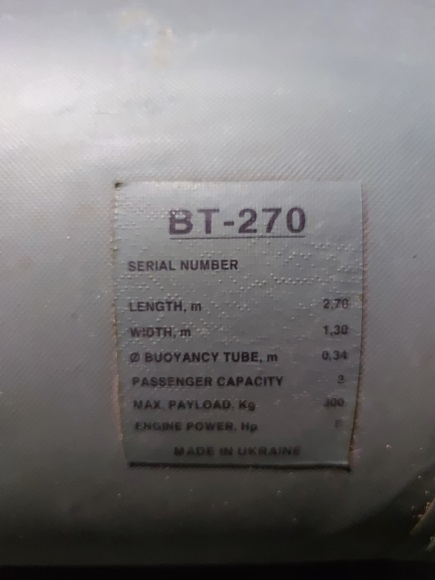 BT-270
SERIAL NUMBER
LENGTH, m 2,70
WIDTH, m 1,30
Ø BUOYANCY TUBE, m 0,34
PASSENGER CAPACITY
MAX. PAYLOAD, Kg 300
ENGINE POWER, Hp
MADE IN UKRAINE